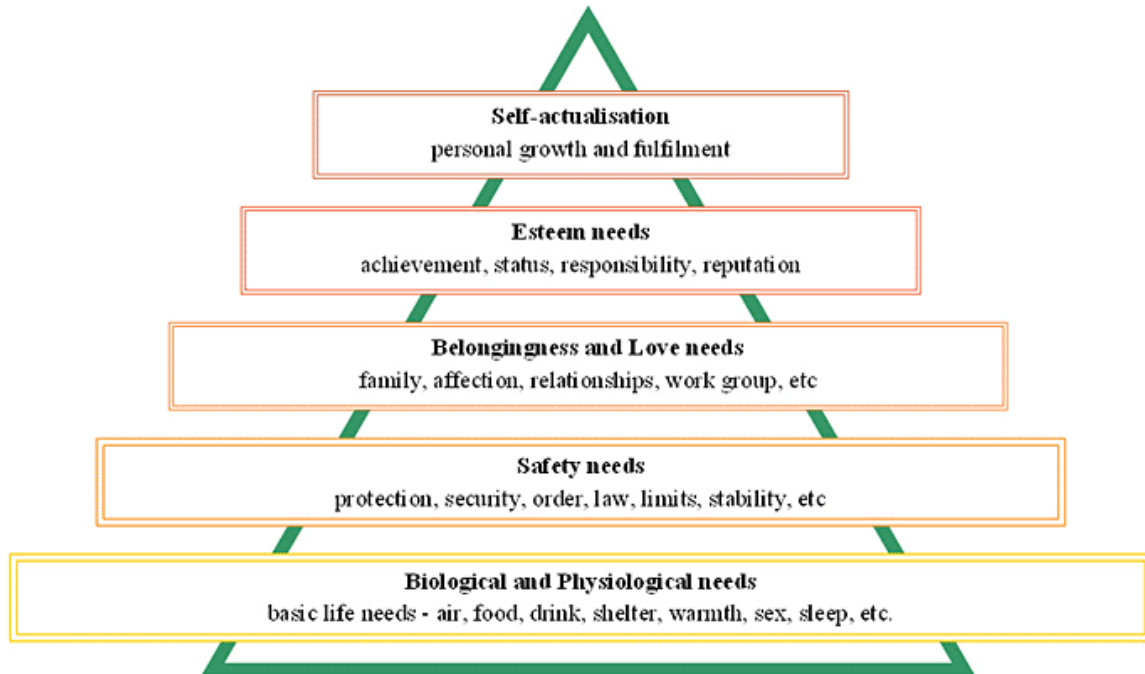 Self-actualisation
personal growth and fulfilment
Esteem needs
achievement, status, responsibility, reputation
Belongingness and Love needs
family, affection, relationships, work group, etc
Safety needs
protection, security, order, law, limits, stability, etc
Biological and Physiological needs
basic life needs - air, food, drink, shelter, warmth, sex, sleep, etc.